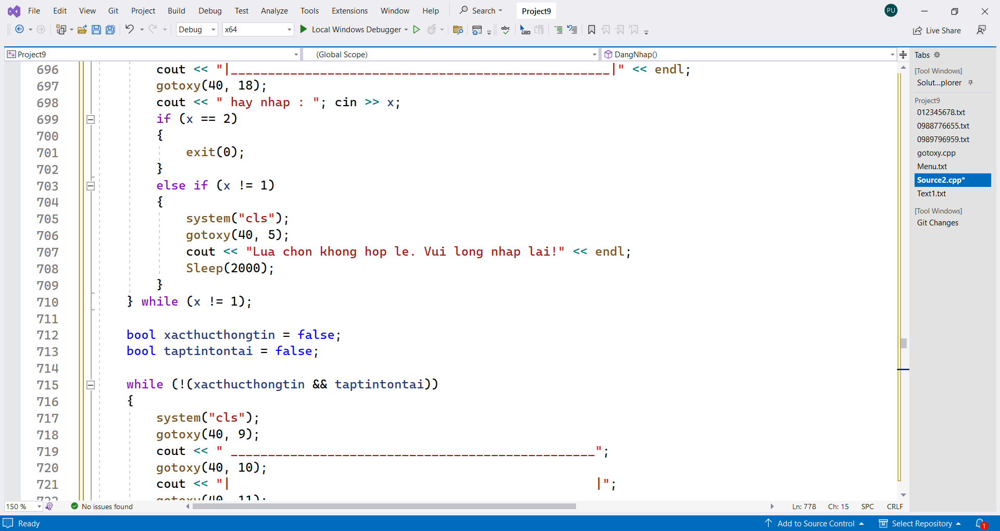 File Edit View Git Project Build Debug Test Analyze Tools Extensions Window Help Search Project9 PU
Debug x64 Local Windows Debugger abc Live Share
Project9 (Global Scope) DangNhap() Tabs
696 cout << "|___________________________________________________|" << endl;
697 gotoxy(40, 18);
698 cout << " hay nhap : "; cin >> x;
699 if (x == 2)
700 {
701 exit(0);
702 }
703 else if (x != 1)
704 {
705 system("cls");
706 gotoxy(40, 5);
707 cout << "Lua chon khong hop le. Vui long nhap lai!" << endl;
708 Sleep(2000);
709 }
710 } while (x != 1);
711
712 bool xacthucthongtin = false;
713 bool taptintontai = false;
714
715 while (!(xacthucthongtin && taptintontai))
716 {
717 system("cls");
718 gotoxy(40, 9);
719 cout << " _________________________________________________";
720 gotoxy(40, 10);
721 cout << "|                                                 |";
722 gotoxy(40, 11);
[Tool Windows]
Solut...plorer
Project9
012345678.txt
0988776655.txt
0989796959.txt
gotoxy.cpp
Menu.txt
Source2.cpp*
Text1.txt
[Tool Windows]
Git Changes
150 % No issues found Ln: 778 Ch: 15 SPC CRLF
Ready Add to Source Control Select Repository 1